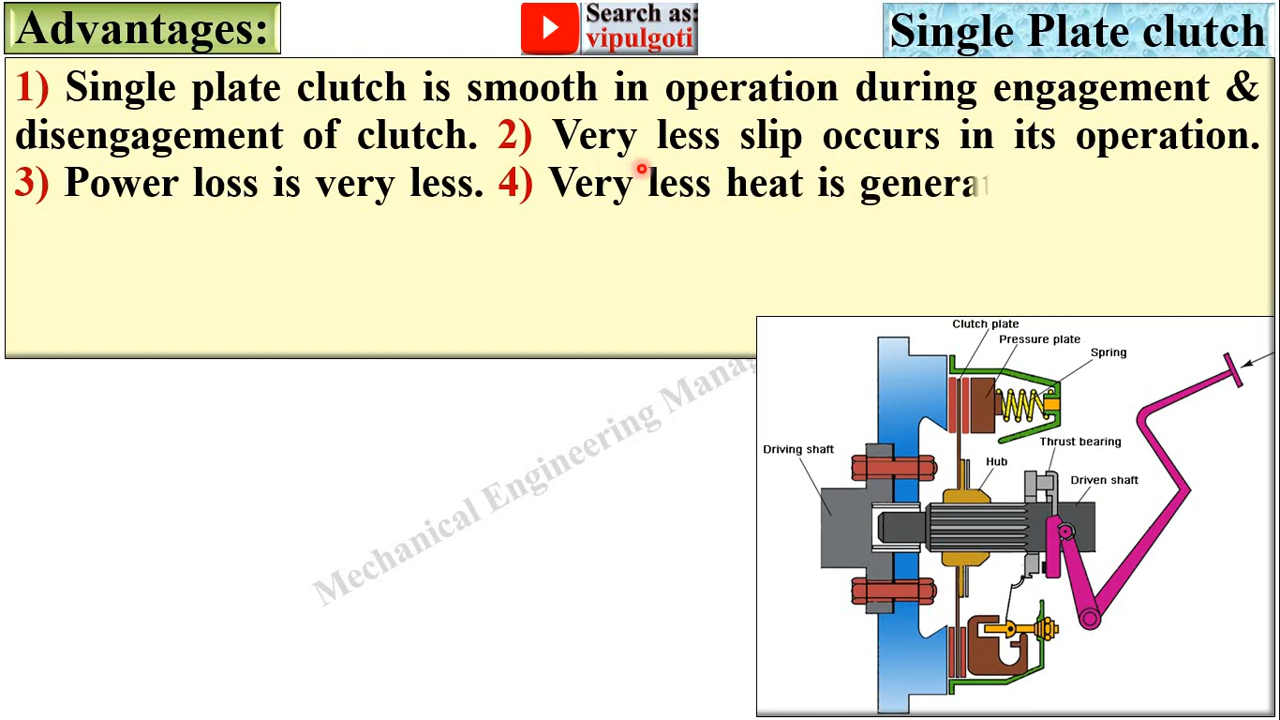 Advantages:
Search as:
vipulgoti
Single Plate clutch
1) Single plate clutch is smooth in operation during engagement &
disengagement of clutch. 2) Very less slip occurs in its operation.
3) Power loss is very less. 4) Very less heat is
Mechanical Engineering
Clutch plate
Pressure plate
Spring
Driving shaft
Thrust bearing
Hub
Driven shaft